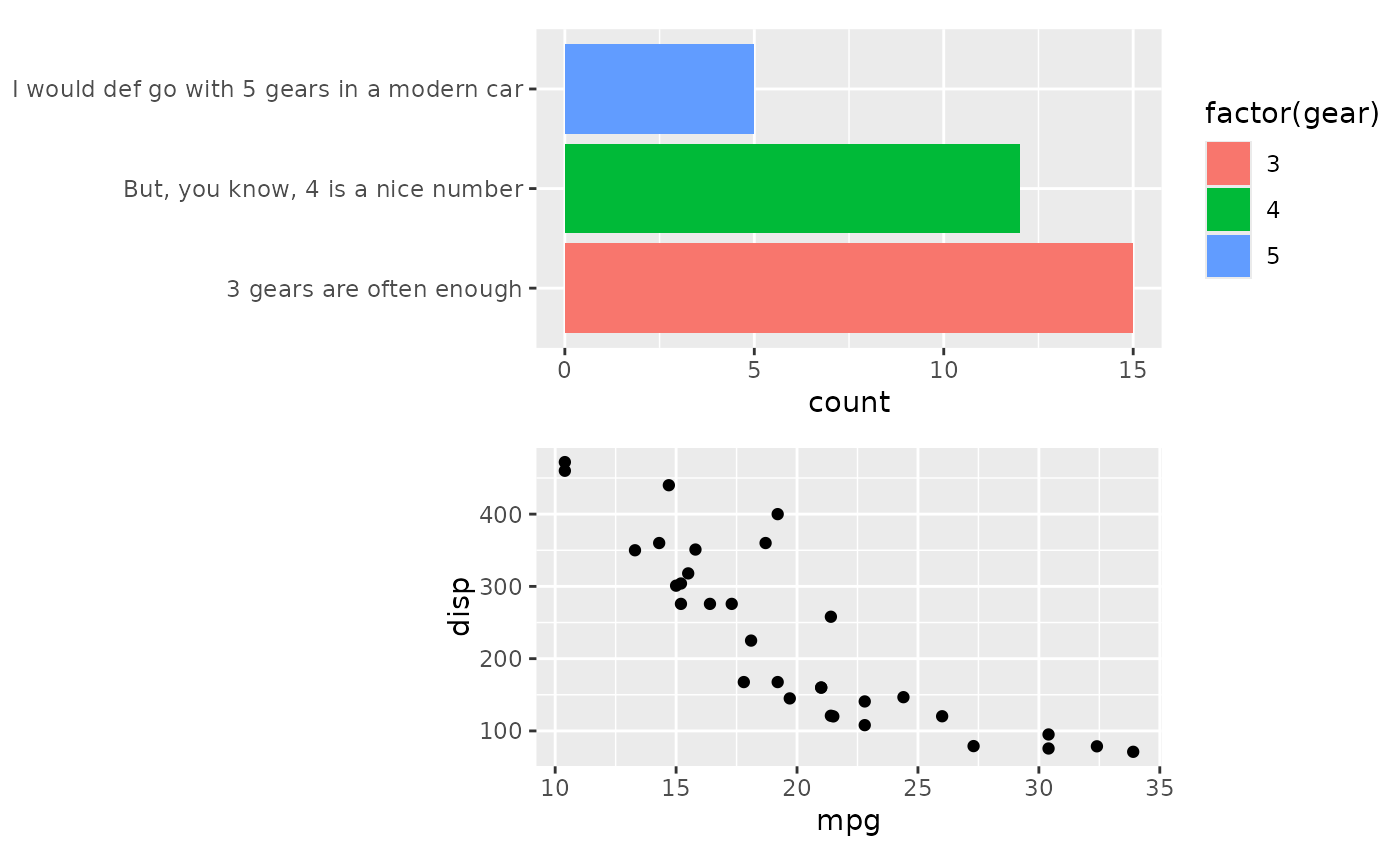 I would def go with 5 gears in a modern car
But, you know, 4 is a nice number
3 gears are often enough
0 5 10 15
count
factor(gear)
3
4
5
400
300
200
100
disp
10 15 20 25 30 35
mpg